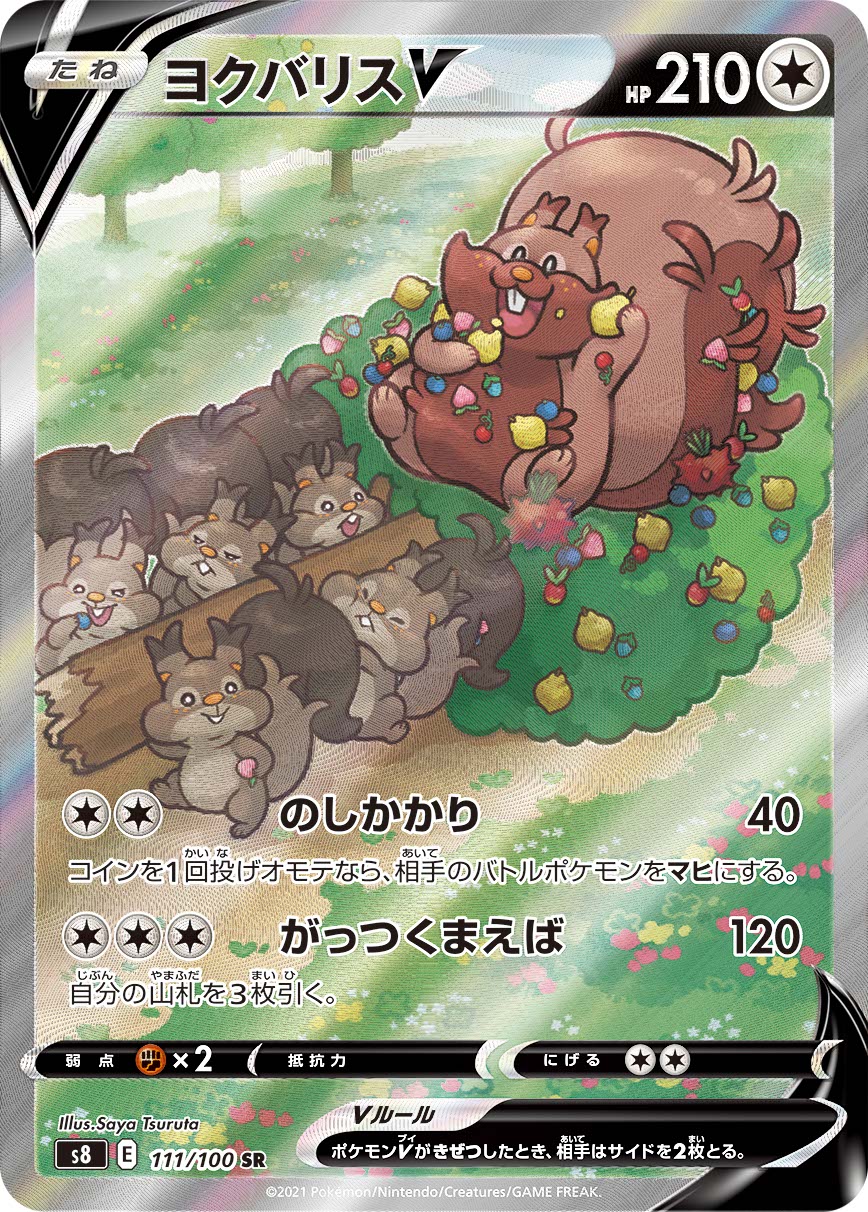 たね ヨクバリスV HP 210
のしかかり 40
コインを1回投げオモテなら、相手のバトルポケモンをマヒにする。
がっつくまえば 120
自分の山札を3枚引く。
弱点 ×2 抵抗力 にげる
Illus.Saya Tsuruta
Vルール
ポケモンVがきぜつしたとき、相手はサイドを2枚とる。
s8 E 111/100 SR
©2021 Pokémon/Nintendo/Creatures/GAME FREAK.